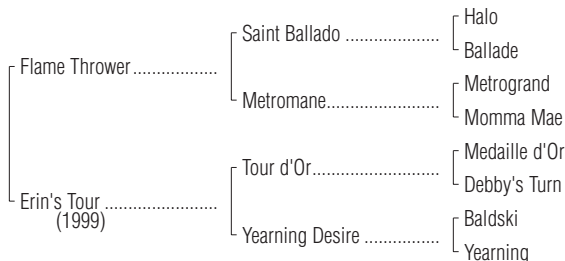 Halo
Saint Ballado ....................
Ballade
Flame Thrower..................
Metrogrand
Metromane........................
Momma Mae
Medaille d'Or
Tour d'Or...........................
Debby's Turn
Erin's Tour ........................
(1999)
Baldski
Yearning Desire ................
Yearning